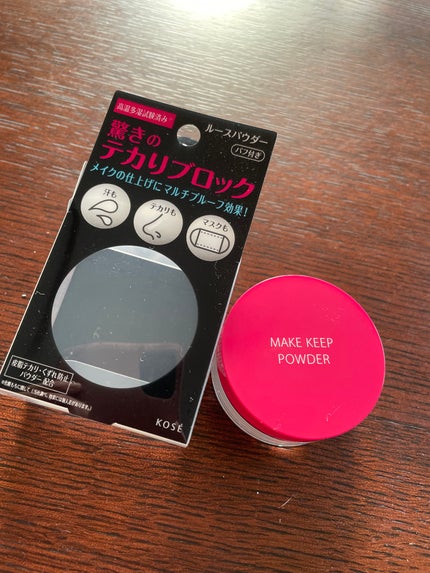 高温多湿試験済み*
ルースパウダー
パフ付き
驚きの
テカリブロック
メイクの仕上げにマルチプルーフ効果!
汗も
テカリも
マスクも
皮脂テカリ・くずれ防止
パウダー 配合
KOSÉ
MAKE KEEP
POWDER